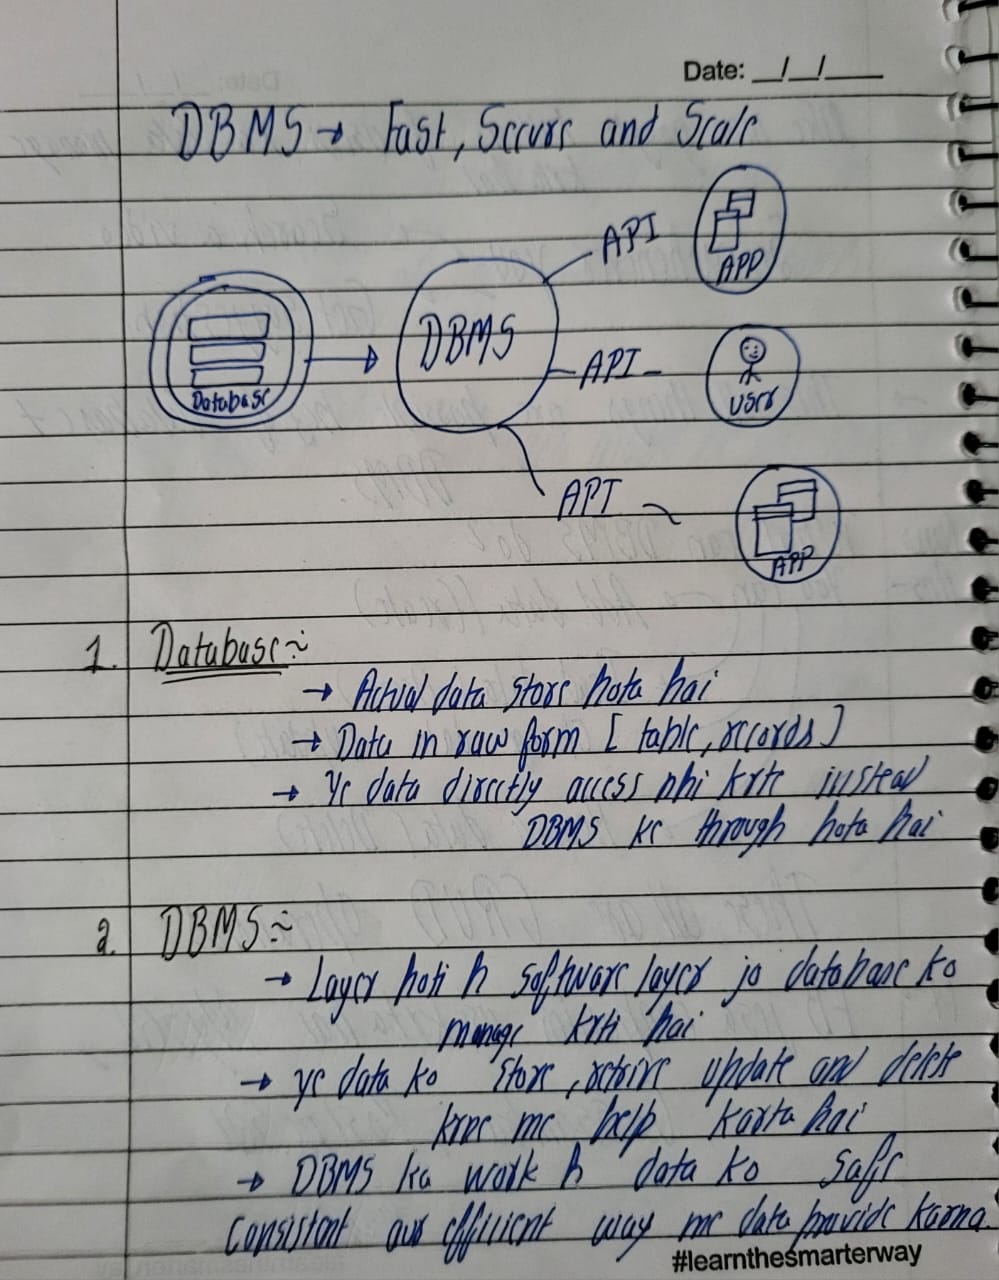 Date: __/__/____
DBMS → Fast, Secure and Scale
API
APP
DBMS
Database
API
User
API
APP
1. Database:~
→ Actual data store hota hai
→ Data in raw form [table, records]
→ Ye data directly access nhi krte instead
DBMS ke through hota hai
2. DBMS:~
→ Layer hoti h software layer jo database ko
manage krti hai
→ ye data ko store, retrive update and delete
krne me help karta hai
→ DBMS ka work h data ko safe
consistent aur efficient way me data provide karna.
#learnthesmarterway